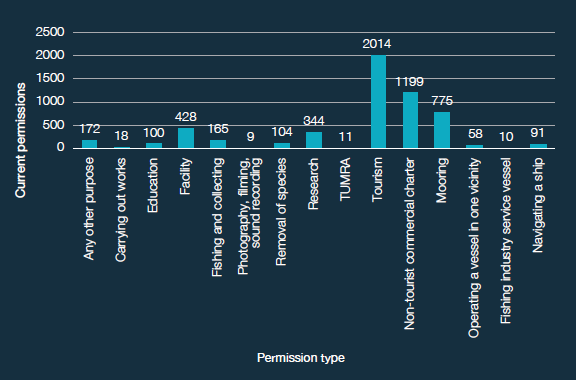 2500
2000
1500
1000
500
0
Current permissions
172
18
100
428
165
9
104
344
11
2014
1199
775
58
10
91
Any other purpose
Carrying out works
Education
Facility
Fishing and collecting
Photography, filming,
sound recording
Removal of species
Research
TUMRA
Tourism
Non-tourist commercial charter
Mooring
Operating a vessel in one vicinity
Fishing industry service vessel
Navigating a ship
Permission type